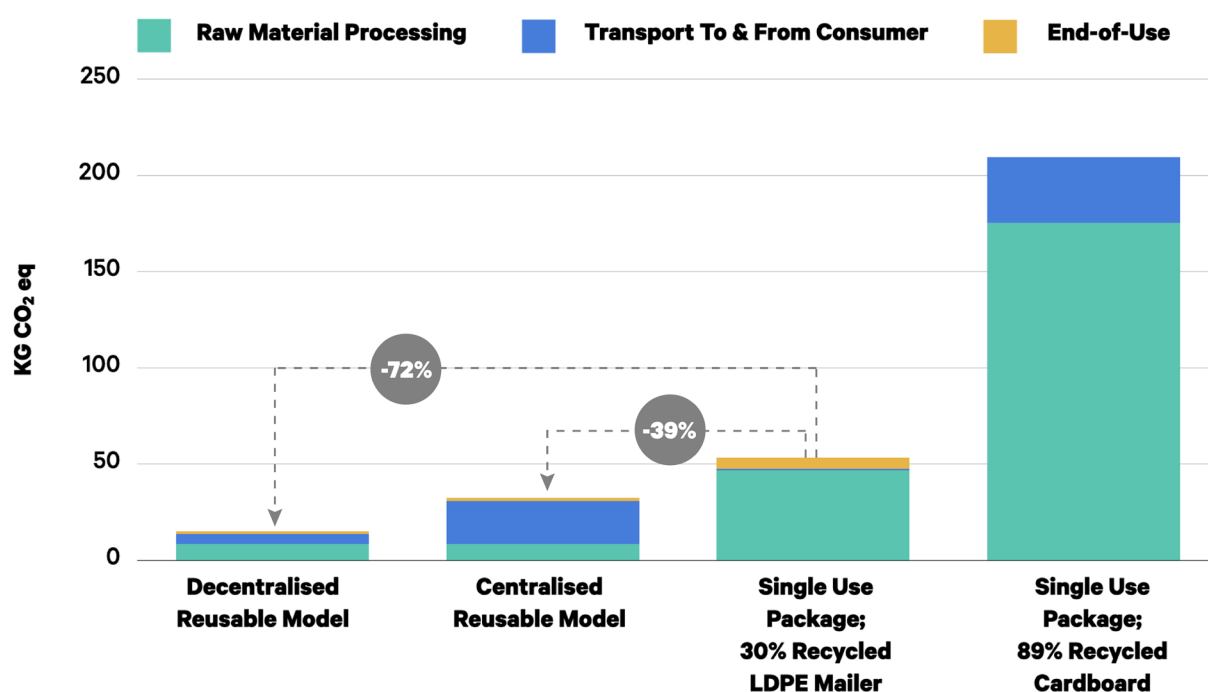 Raw Material Processing
Transport To & From Consumer
End-of-Use
250
200
150
100
50
0
KG CO₂ eq
-72%
-39%
Decentralised
Reusable Model
Centralised
Reusable Model
Single Use
Package;
30% Recycled
LDPE Mailer
Single Use
Package;
89% Recycled
Cardboard